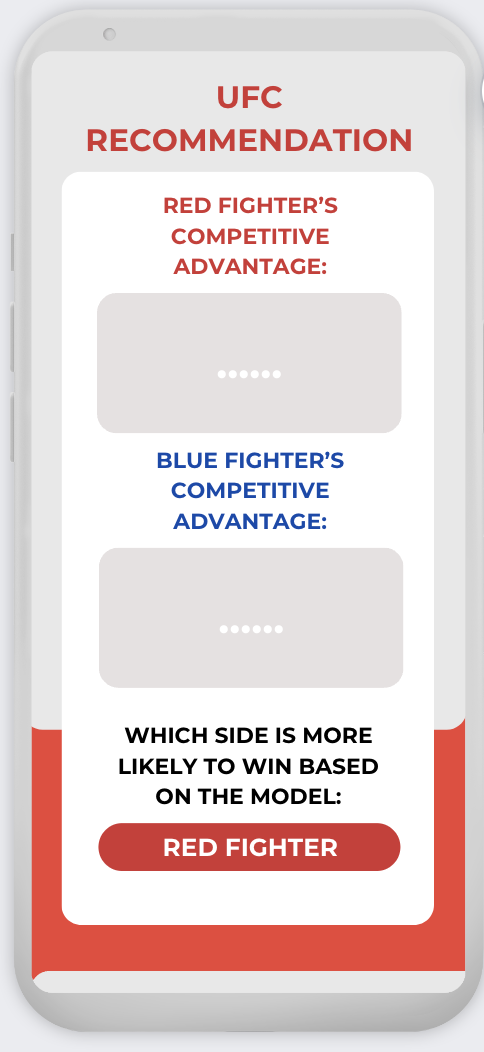 UFC
RECOMMENDATION
RED FIGHTER’S
COMPETITIVE
ADVANTAGE:
......
BLUE FIGHTER’S
COMPETITIVE
ADVANTAGE:
......
WHICH SIDE IS MORE
LIKELY TO WIN BASED
ON THE MODEL:
RED FIGHTER